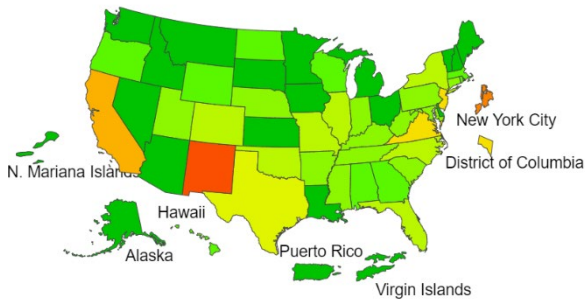 New York City
N. Mariana Islands
District of Columbia
Hawaii
Alaska
Puerto Rico
Virgin Islands